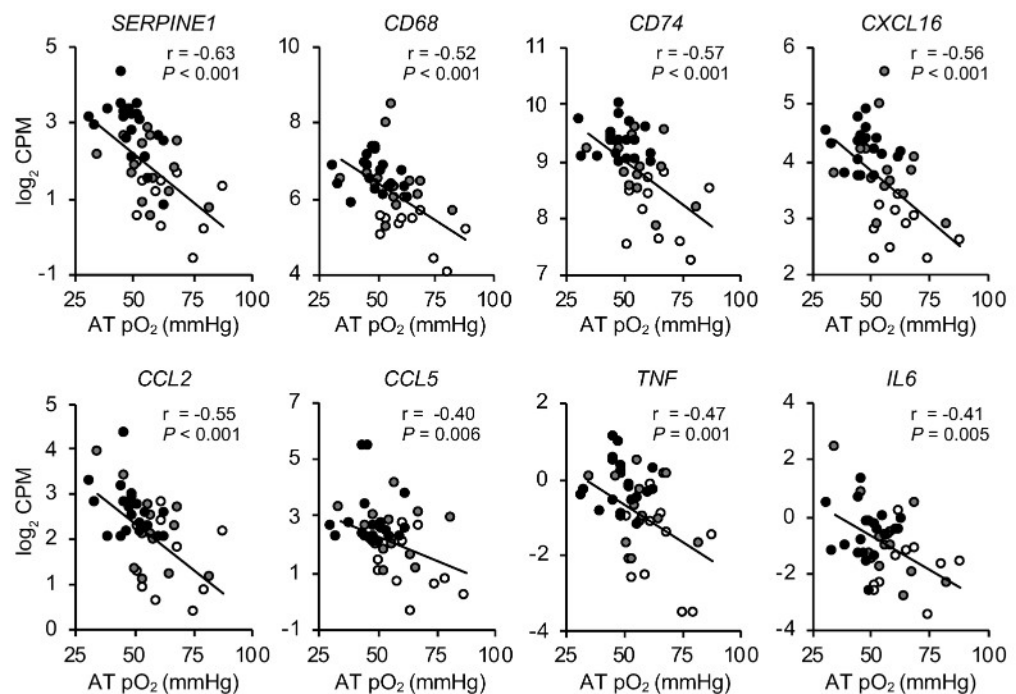 SERPINE1
r = -0.63
P < 0.001
5
3
1
-1
log2 CPM
25 50 75 100
AT pO2 (mmHg)
CD68
r = -0.52
P < 0.001
10
8
6
4
25 50 75 100
AT pO2 (mmHg)
CD74
r = -0.57
P < 0.001
11
10
9
8
7
25 50 75 100
AT pO2 (mmHg)
CXCL16
r = -0.56
P < 0.001
6
5
4
3
2
25 50 75 100
AT pO2 (mmHg)
CCL2
r = -0.55
P < 0.001
5
4
3
2
1
0
log2 CPM
25 50 75 100
AT pO2 (mmHg)
CCL5
r = -0.40
P = 0.006
7
5
3
1
-1
25 50 75 100
AT pO2 (mmHg)
TNF
r = -0.47
P = 0.001
2
0
-2
-4
25 50 75 100
AT pO2 (mmHg)
IL6
r = -0.41
P = 0.005
4
2
0
-2
-4
25 50 75 100
AT pO2 (mmHg)